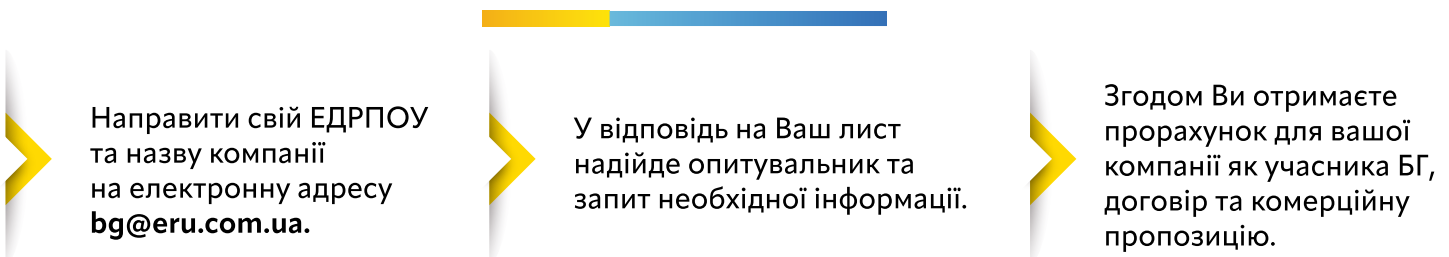 Направити свій ЕДРПОУ
та назву компанії
на електронну адресу
bg@eru.com.ua.
У відповідь на Ваш лист
надійде опитувальник та
запит необхідної інформації.
Згодом Ви отримаєте
прорахунок для вашої
компанії як учасника БГ,
договір та комерційну
пропозицію.